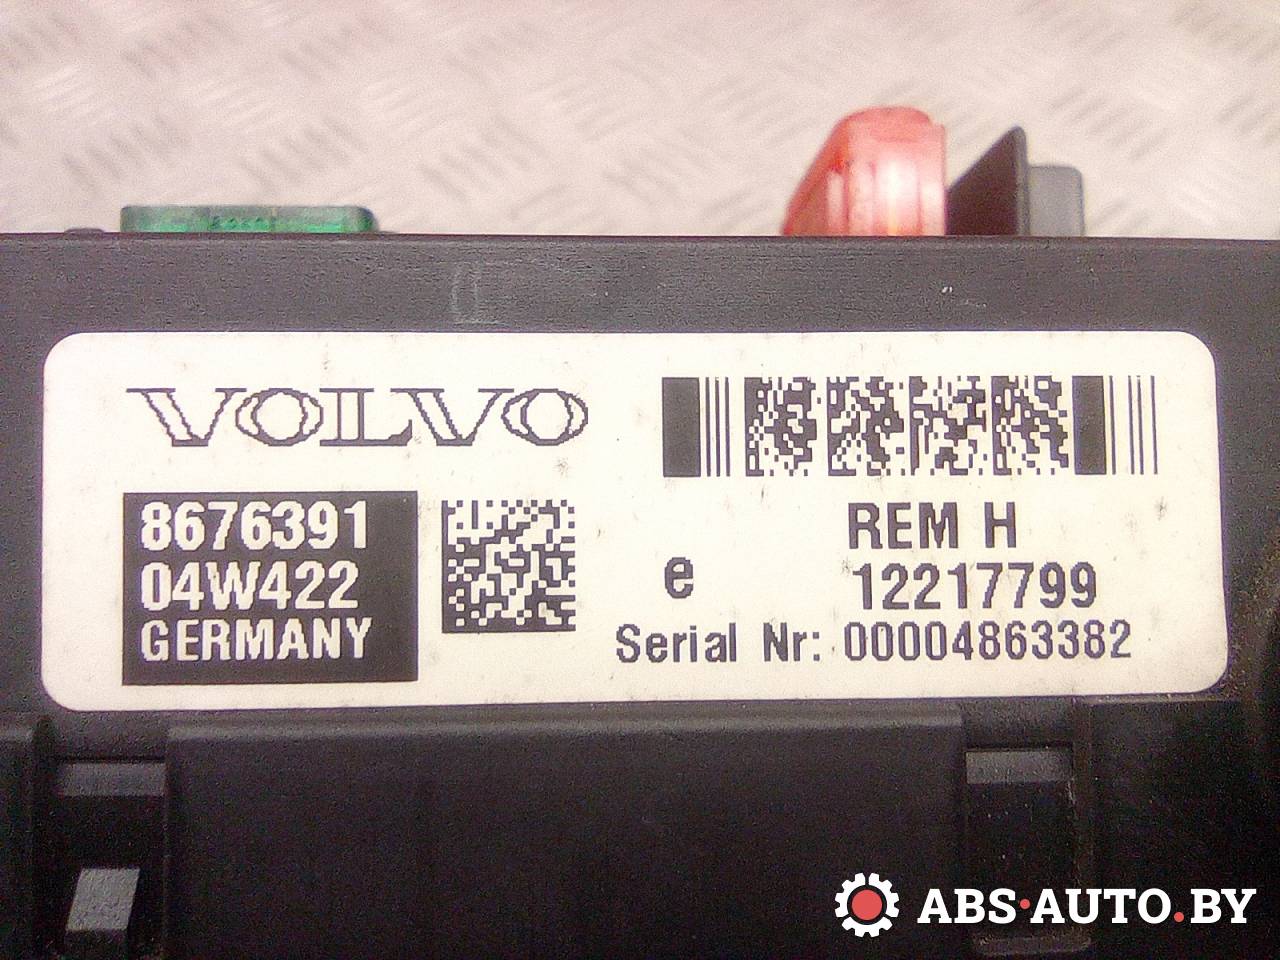 VOLVO
8676391
04W422
GERMANY
REM H
e 12217799
Serial Nr: 00004863382
ABS·AUTO.BY